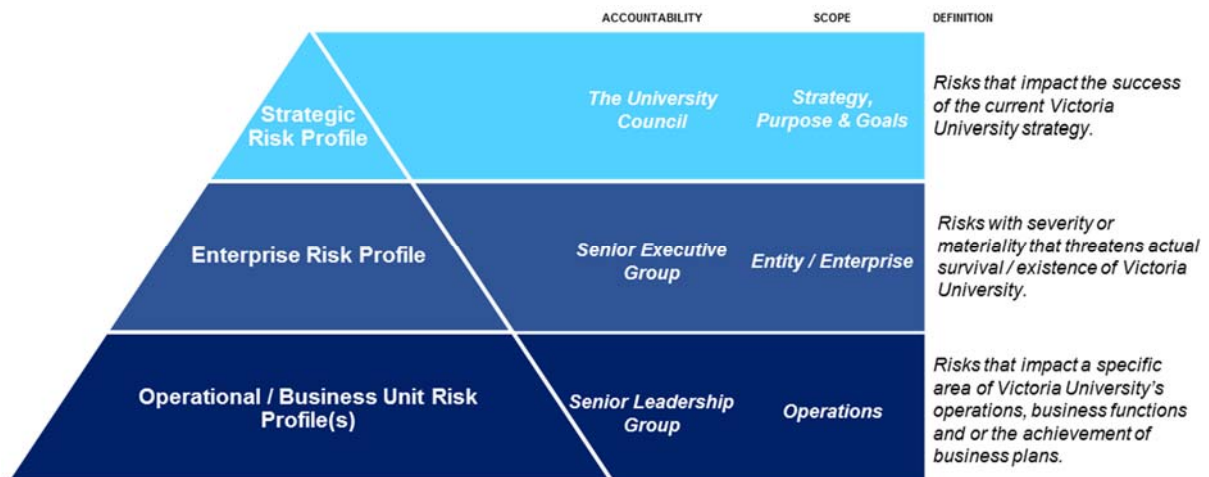 ACCOUNTABILITY SCOPE DEFINITION
Strategic
Risk Profile
The University
Council
Strategy,
Purpose & Goals
Risks that impact the success
of the current Victoria
University strategy.
Enterprise Risk Profile
Senior Executive
Group
Entity / Enterprise
Risks with severity or
materiality that threatens actual
survival / existence of Victoria
University.
Operational / Business Unit Risk
Profile(s)
Senior Leadership
Group
Operations
Risks that impact a specific
area of Victoria University’s
operations, business functions
and or the achievement of
business plans.